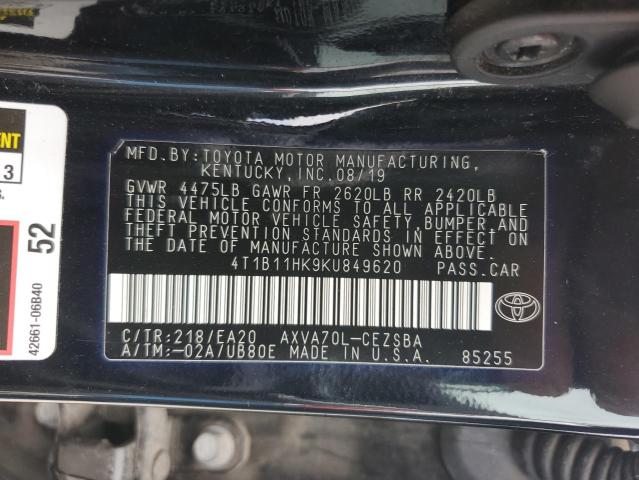 MFD.BY:TOYOTA MOTOR MANUFACTURING,
KENTUCKY, INC.08/19
GVWR 4475LB GAWR FR 2620LB RR 2420LB
THIS VEHICLE CONFORMS TO ALL APPLICABLE
FEDERAL MOTOR VEHICLE SAFETY, BUMPER, AND
THEFT PREVENTION STANDARDS IN EFFECT ON
THE DATE OF MANUFACTURE SHOWN ABOVE.
4T1B11HK9KU849620 PASS.CAR
C/TR:218/EA20 AXVA70L-CEZSBA
A/TM:-02A/UB80E MADE IN U.S.A. 85255
TOYOTA
ENT
3
52
42661-06B40